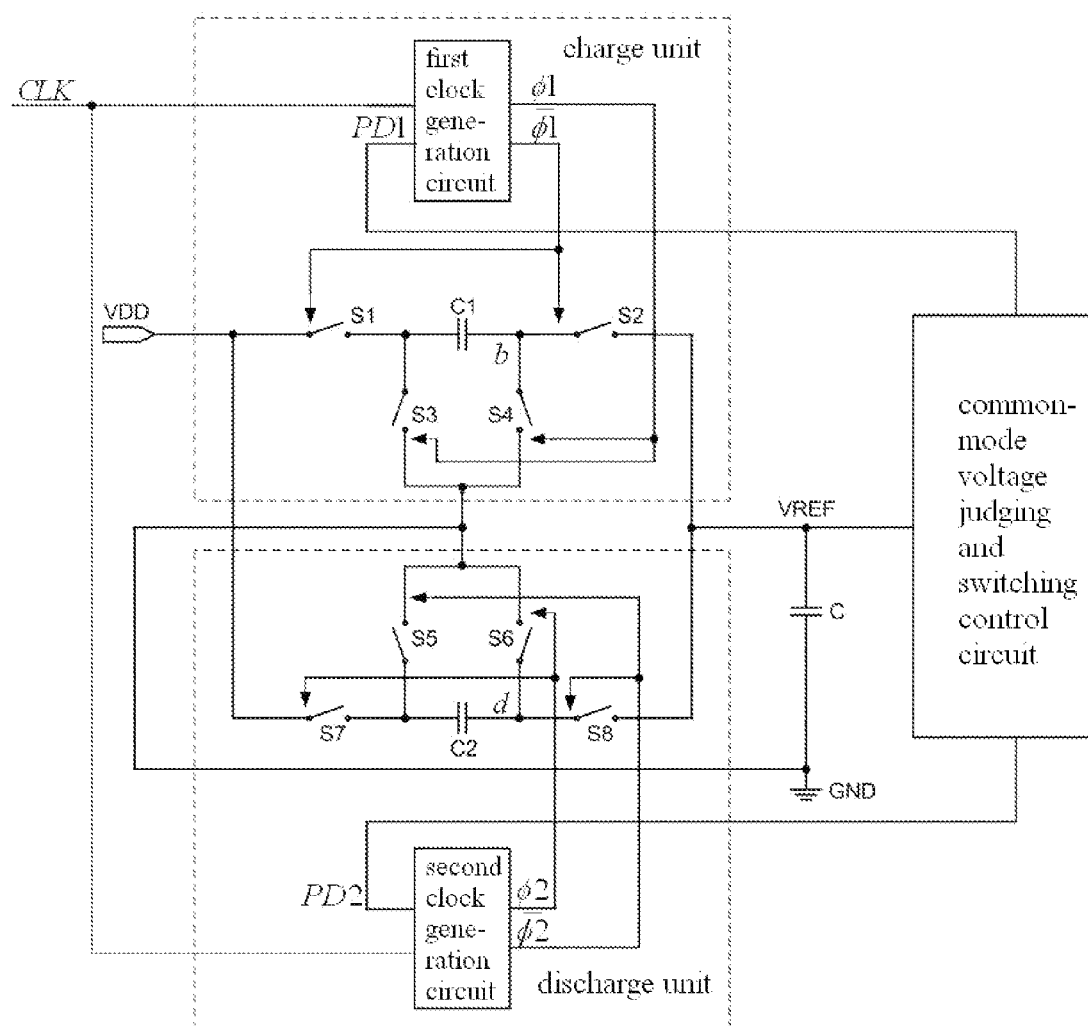 charge unit
first
clock
gene-
ration
circuit
CLK
PD1
ϕ1
ϕ̅1
VDD
S1
C1
S2
b
S3
S4
common-
mode
voltage
judging
and
switching
control
circuit
VREF
C
S5
S6
S7
d
C2
S8
GND
second
clock
gene-
ration
circuit
PD2
ϕ2
ϕ̅2
discharge unit